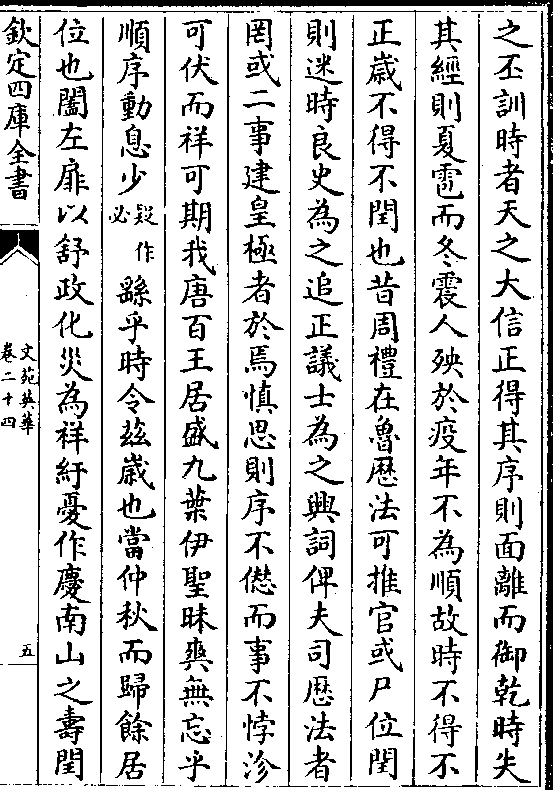 之丕訓時者天之大信正得其序則面離而御乾時失
其經則夏雹而冬震人殃於疫年不為順故時不得不
正嵗不得不閏也昔周禮在魯厯法可推官或尸位閏
則迷時良史為之追正議士為之興詞俾夫司厯法者
罔或二事建皇極者於焉慎思則序不僣而事不悖沴
可伏而祥可期我唐百王居盛九葉伊聖昧爽無忘乎
順序動息少疑作必繇乎時令兹嵗也當仲秋而歸餘居
位也闔左扉以舒政化災為祥紆憂作慶南山之壽閏
欽定四庫全書
文苑英華
卷二十四
五